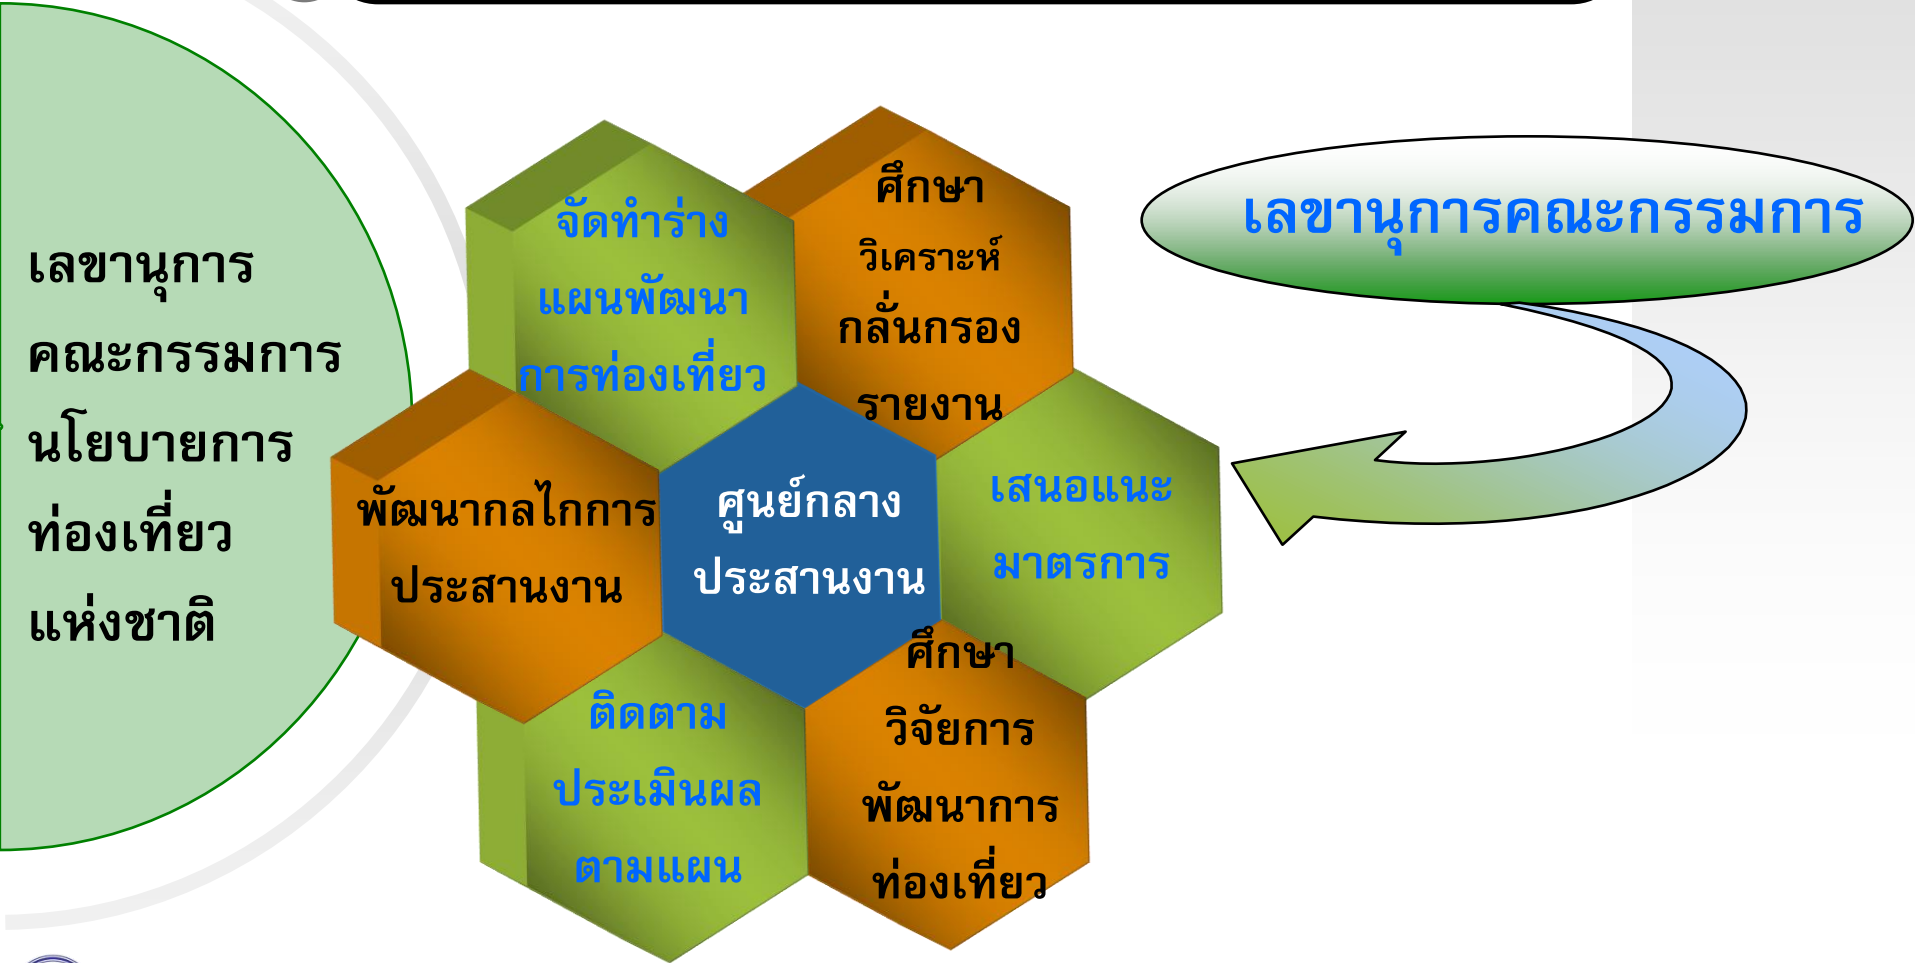 เลขานุการ
คณะกรรมการ
นโยบายการ
ท่องเที่ยว
แห่งชาติ
จัดทำร่าง
แผนพัฒนา
การท่องเที่ยว
ศึกษา
วิเคราะห์
กลั่นกรอง
รายงาน
พัฒนากลไกการ
ประสานงาน
ศูนย์กลาง
ประสานงาน
เสนอแนะ
มาตรการ
ติดตาม
ประเมินผล
ตามแผน
ศึกษา
วิจัยการ
พัฒนาการ
ท่องเที่ยว
เลขานุการคณะกรรมการ